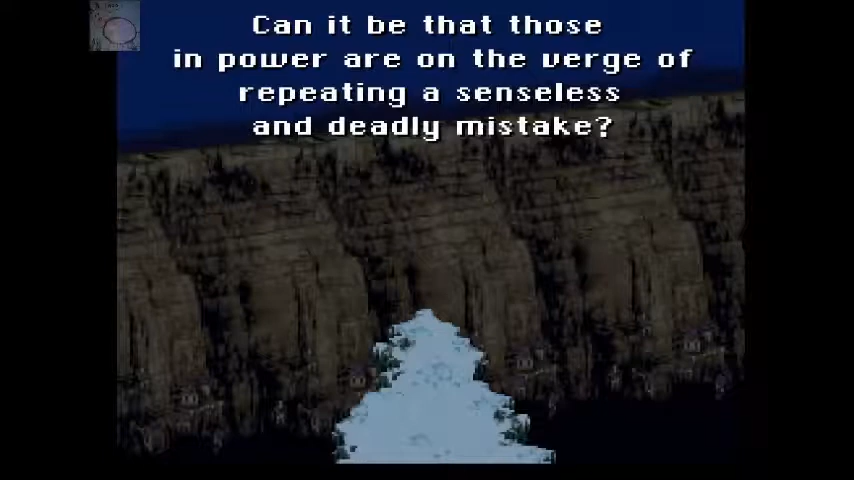 Can it be that those
in power are on the verge of
repeating a senseless
and deadly mistake?